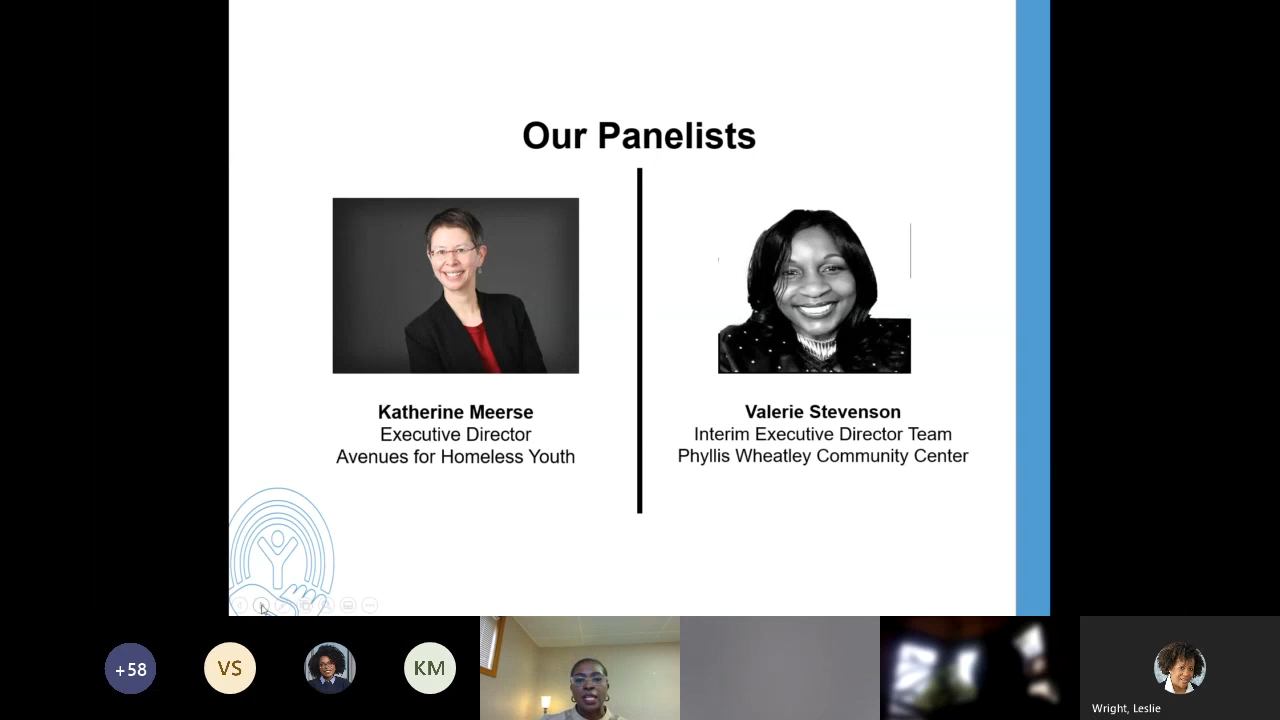 Our Panelists
Katherine Meerse
Executive Director
Avenues for Homeless Youth
Valerie Stevenson
Interim Executive Director Team
Phyllis Wheatley Community Center
+58
VS
KM
Wright, Leslie